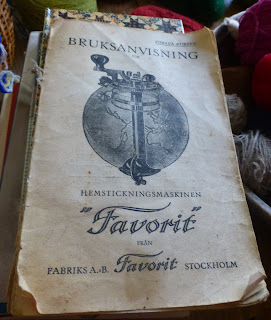 BRUKSANVISNING
HEMSTICKNINGSMASKINEN
"Favorit"
FRÅN
FABRIKS A.-B. Favorit STOCKHOLM